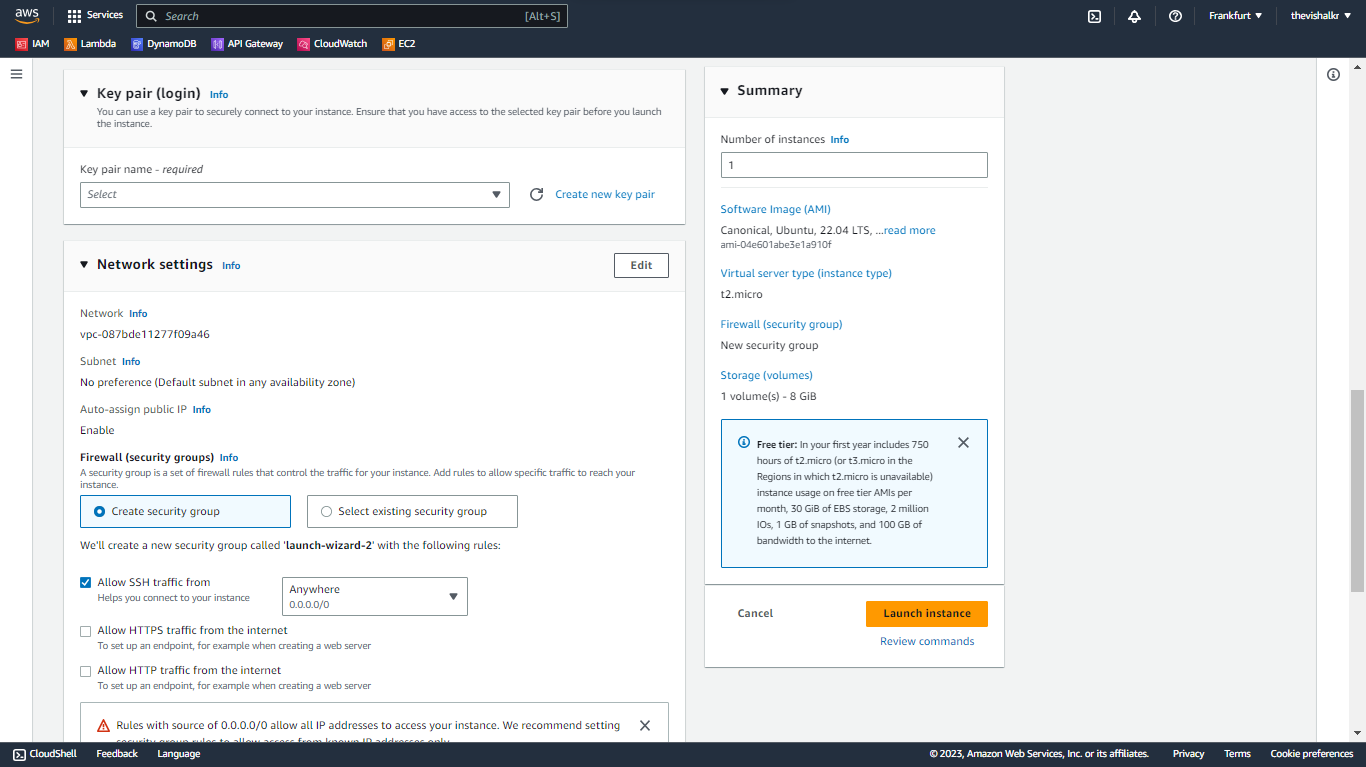 aws
Services
Search [Alt+S]
Frankfurt
thevishalkr
IAM
Lambda
DynamoDB
API Gateway
CloudWatch
EC2
Key pair (login) Info
You can use a key pair to securely connect to your instance. Ensure that you have access to the selected key pair before you launch
the instance.
Key pair name - required
Select
Create new key pair
Network settings Info
Edit
Network Info
vpc-087bde11277f09a46
Subnet Info
No preference (Default subnet in any availability zone)
Auto-assign public IP Info
Enable
Firewall (security groups) Info
A security group is a set of firewall rules that control the traffic for your instance. Add rules to allow specific traffic to reach your
instance.
Create security group
Select existing security group
We'll create a new security group called 'launch-wizard-2' with the following rules:
Allow SSH traffic from
Helps you connect to your instance
Anywhere
0.0.0.0/0
Allow HTTPS traffic from the internet
To set up an endpoint, for example when creating a web server
Allow HTTP traffic from the internet
To set up an endpoint, for example when creating a web server
Rules with source of 0.0.0.0/0 allow all IP addresses to access your instance. We recommend setting
security group rules to allow access from known IP addresses only.
Summary
Number of instances Info
1
Software Image (AMI)
Canonical, Ubuntu, 22.04 LTS, ...read more
ami-04e601abe3e1a910f
Virtual server type (instance type)
t2.micro
Firewall (security group)
New security group
Storage (volumes)
1 volume(s) - 8 GiB
Free tier: In your first year includes 750
hours of t2.micro (or t3.micro in the
Regions in which t2.micro is unavailable)
instance usage on free tier AMIs per
month, 30 GiB of EBS storage, 2 million
IOs, 1 GB of snapshots, and 100 GB of
bandwidth to the internet.
Cancel
Launch instance
Review commands
CloudShell
Feedback
Language
© 2023, Amazon Web Services, Inc. or its affiliates.
Privacy
Terms
Cookie preferences